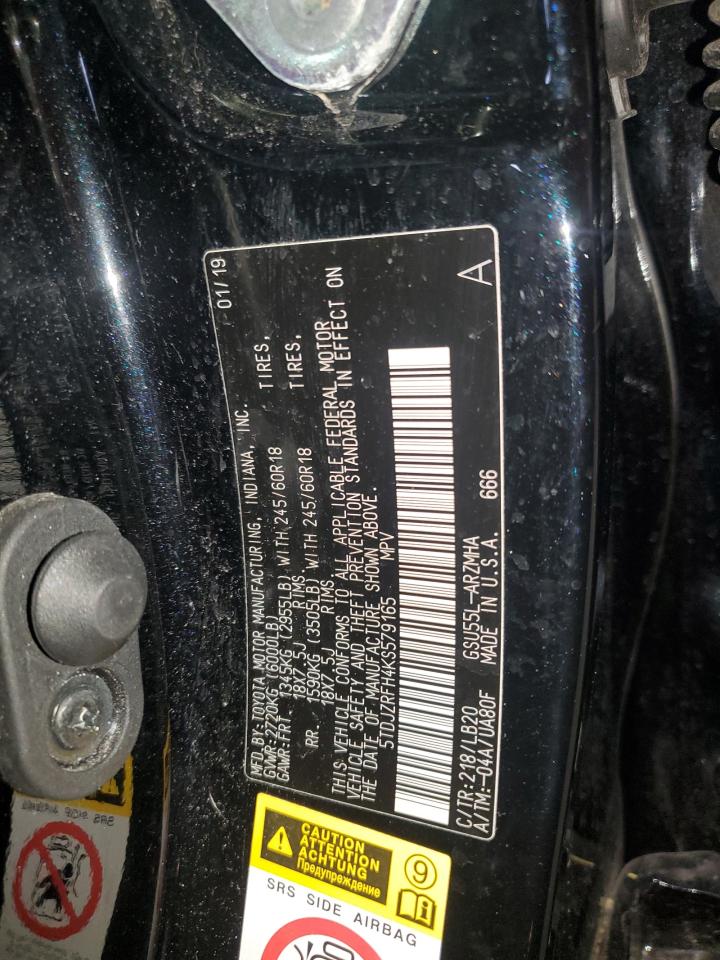 MFD.BY:TOYOTA MOTOR MANUFACTURING, INDIANA, INC. 01/19
GVWR:2720KG(6000LB)
GAWR:FRT. 1345KG (2955LB) WITH 245/60R18 TIRES,
18X7.5J RIMS,
RR. 1590KG (3505LB) WITH 245/60R18 TIRES,
18X7.5J RIMS,
THIS VEHICLE CONFORMS TO ALL APPLICABLE FEDERAL MOTOR
VEHICLE SAFETY AND THEFT PREVENTION STANDARDS IN EFFECT ON
THE DATE OF MANUFACTURE SHOWN ABOVE.
5TDJZRFH4KS579165 MPV
C/TR:218/LB20 GSU55L-ARZMHA
A/TM:-04A/UA80F MADE IN U.S.A. 666
A
CAUTION
ATTENTION
ACHTUNG
Предупреждение
9
SRS SIDE AIRBAG